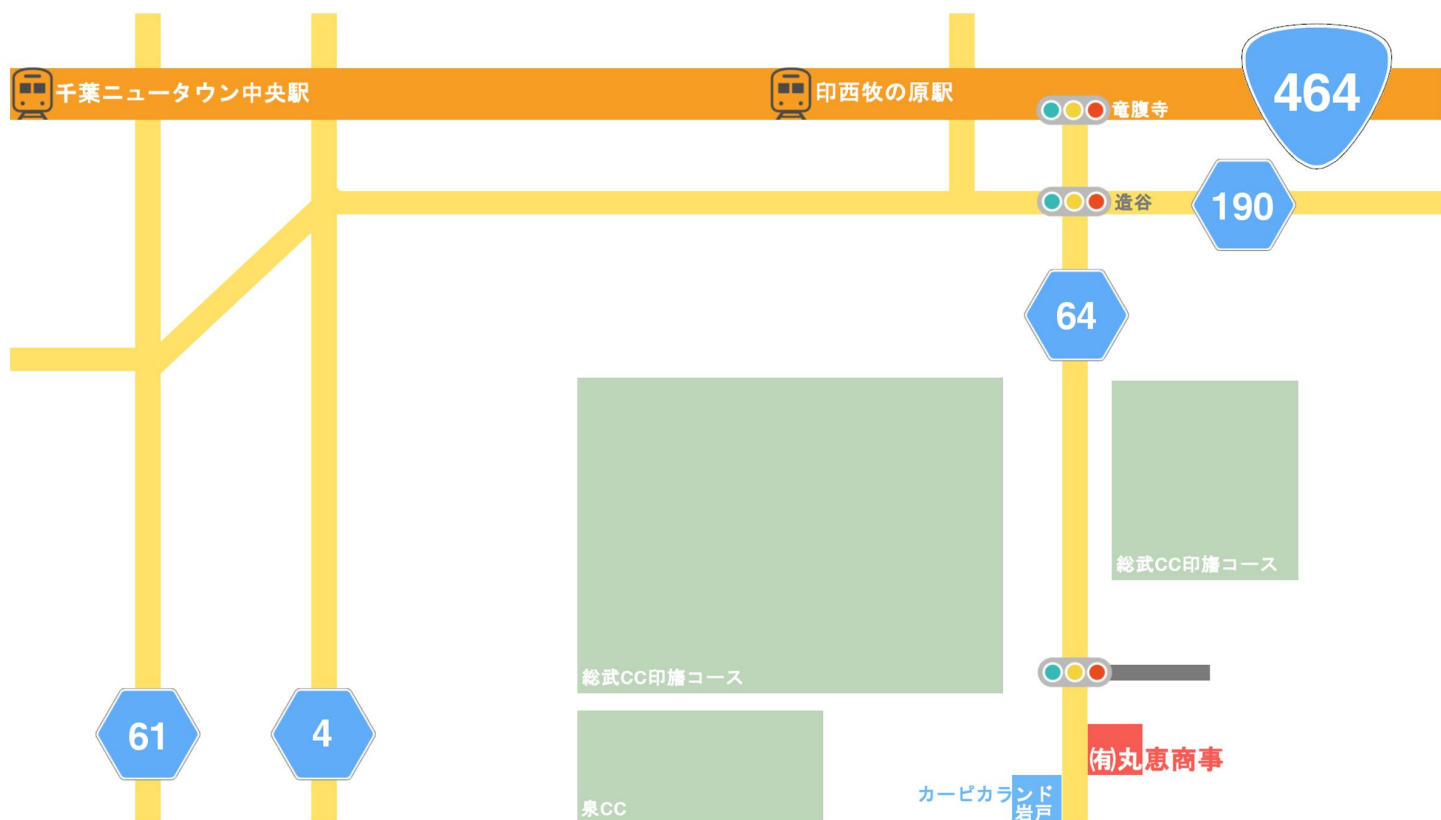 千葉ニュータウン中央駅
印西牧の原駅
竜腹寺
464
造谷
190
64
総武CC印旛コース
総武CC印旛コース
61
4
㈲丸恵商事
カーピカランド
岩戸
泉CC